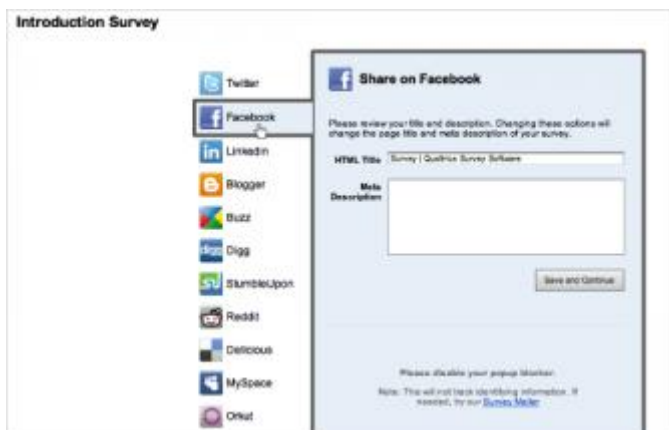 Introduction Survey
Twitter
Facebook
LinkedIn
Blogger
Buzz
Digg
StumbleUpon
Reddit
Delicious
MySpace
Orkut
Share on Facebook
Please review your title and description. Changing these options will
change the page title and meta description of your survey.
HTML Title
Survey | Qualtrics Survey Software
Meta
Description
Save and Continue
Please disable your popup blocker.
Note: This will not track identifying information. If
needed, try our Survey Mailer